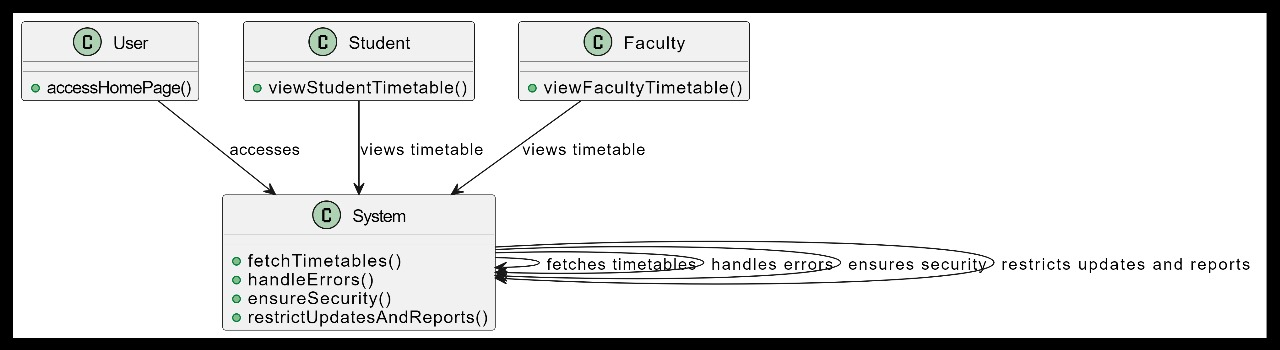 C User
accessHomePage()
C Student
viewStudentTimetable()
C Faculty
viewFacultyTimetable()
accesses
views timetable
views timetable
C System
fetchTimetables()
handleErrors()
ensureSecurity()
restrictUpdatesAndReports()
fetches timetables
handles errors
ensures security
restricts updates and reports